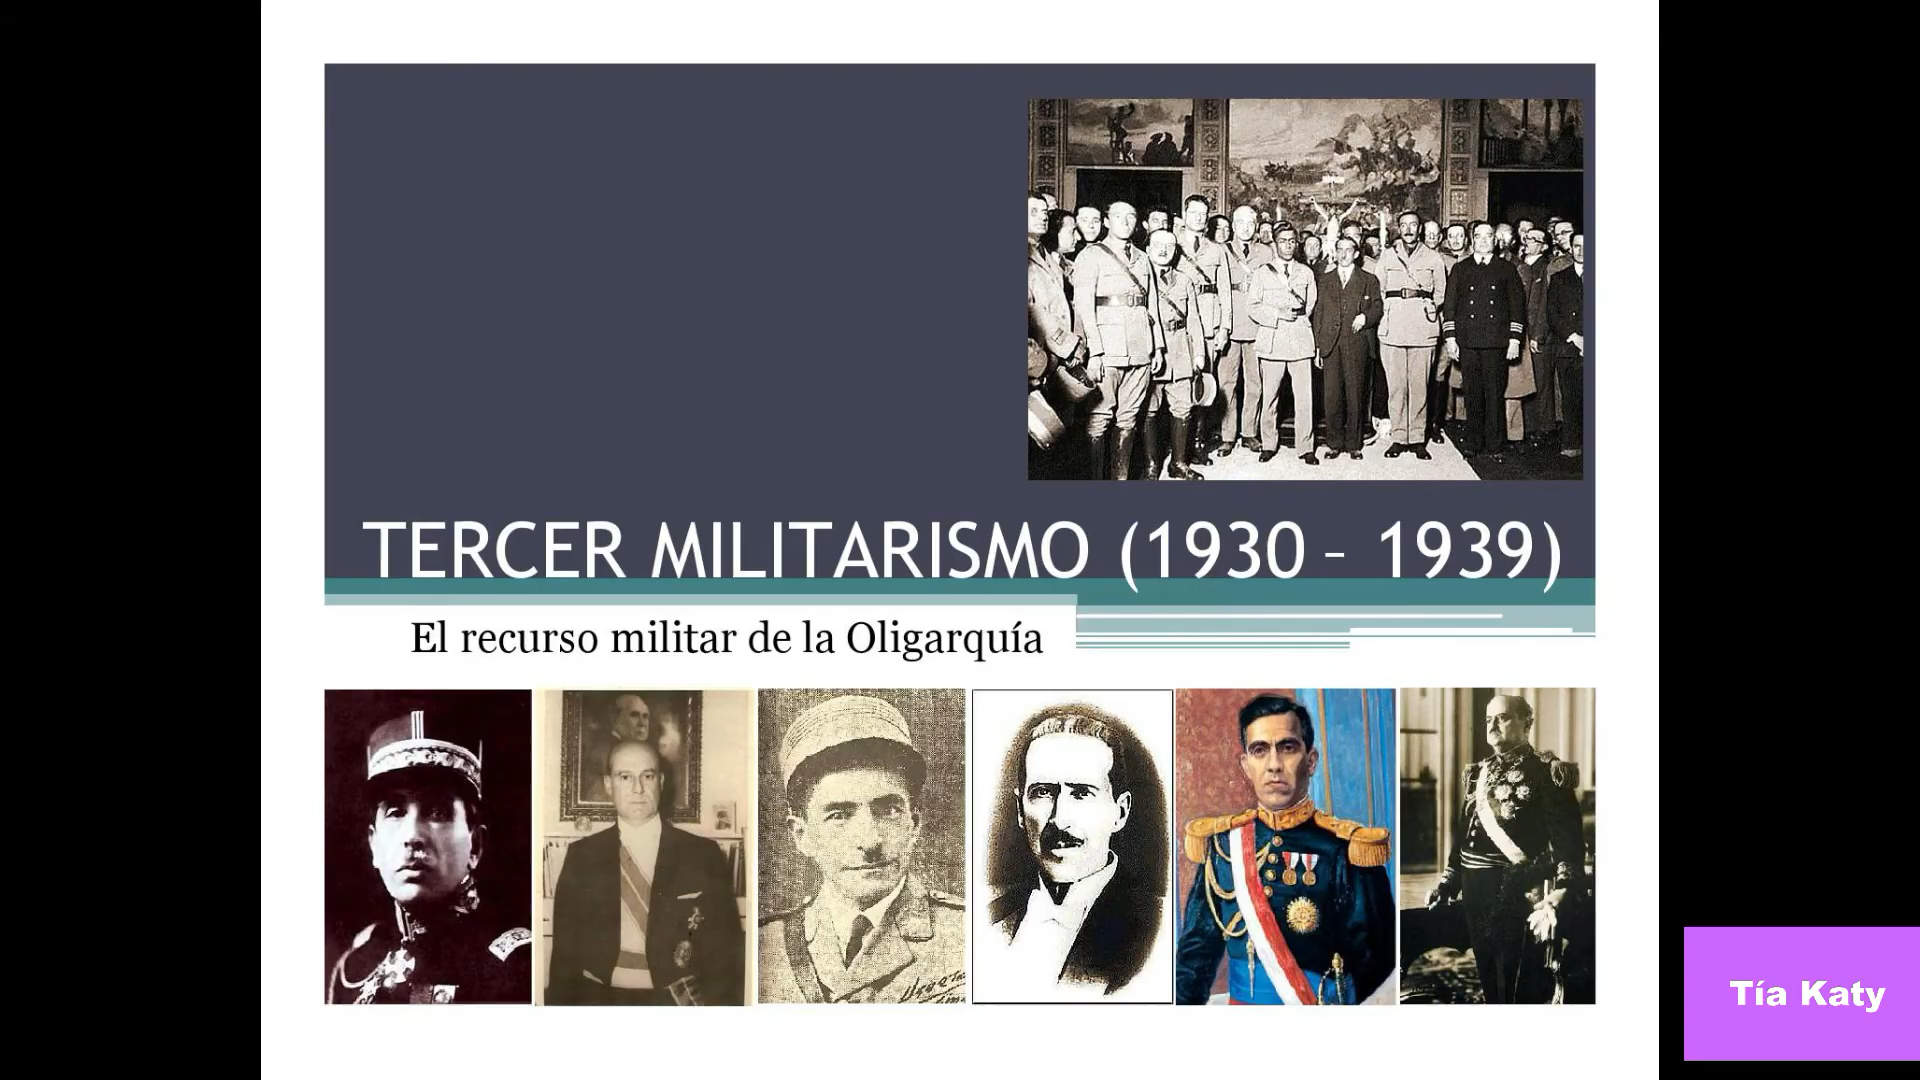 TERCER MILITARISMO (1930 – 1939)
El recurso militar de la Oligarquía
Tía Katy